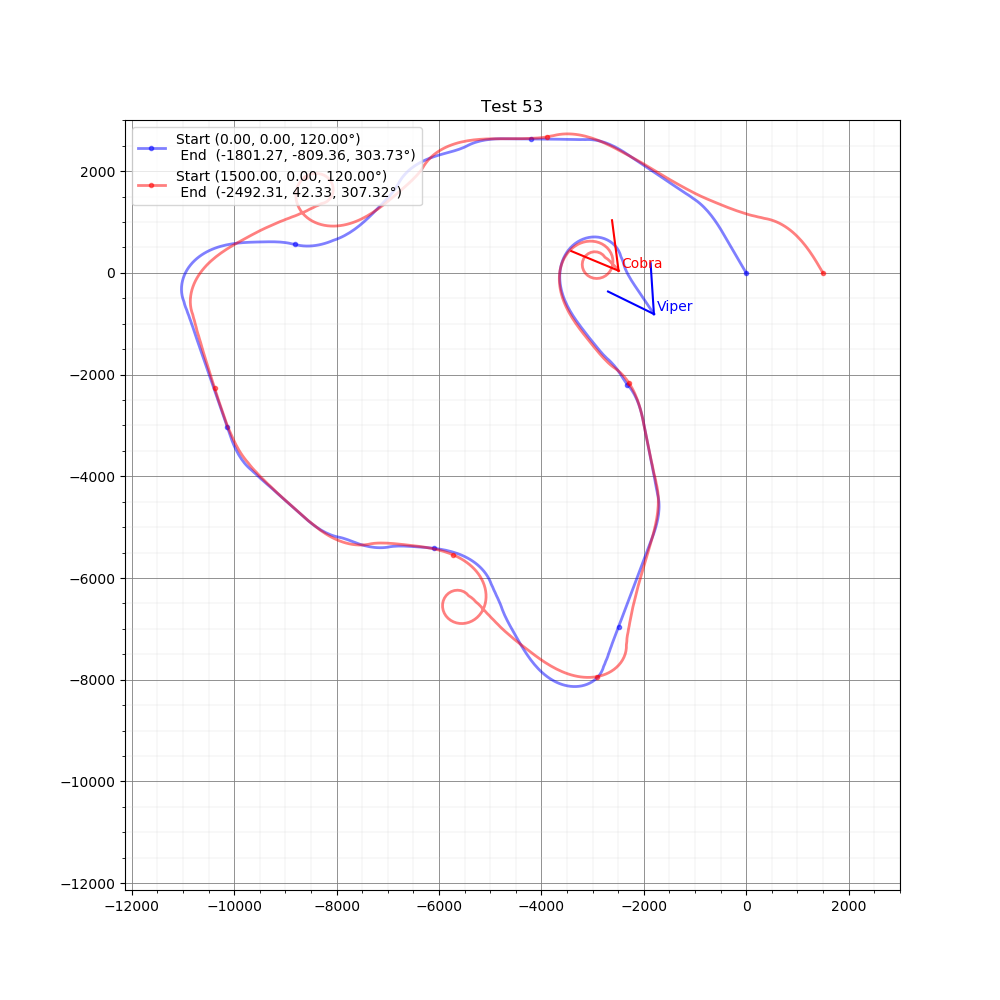 Test 53
Start (0.00, 0.00, 120.00°)
End (-1801.27, -809.36, 303.73°)
Start (1500.00, 0.00, 120.00°)
End (-2492.31, 42.33, 307.32°)
2000
0
−2000
−4000
−6000
−8000
−10000
−12000
Cobra
Viper
−12000 −10000 −8000 −6000 −4000 −2000 0 2000